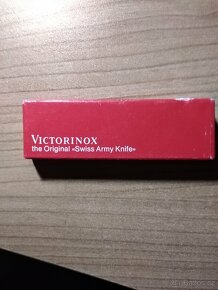 VICTORINOX
the Original »Swiss Army Knife«